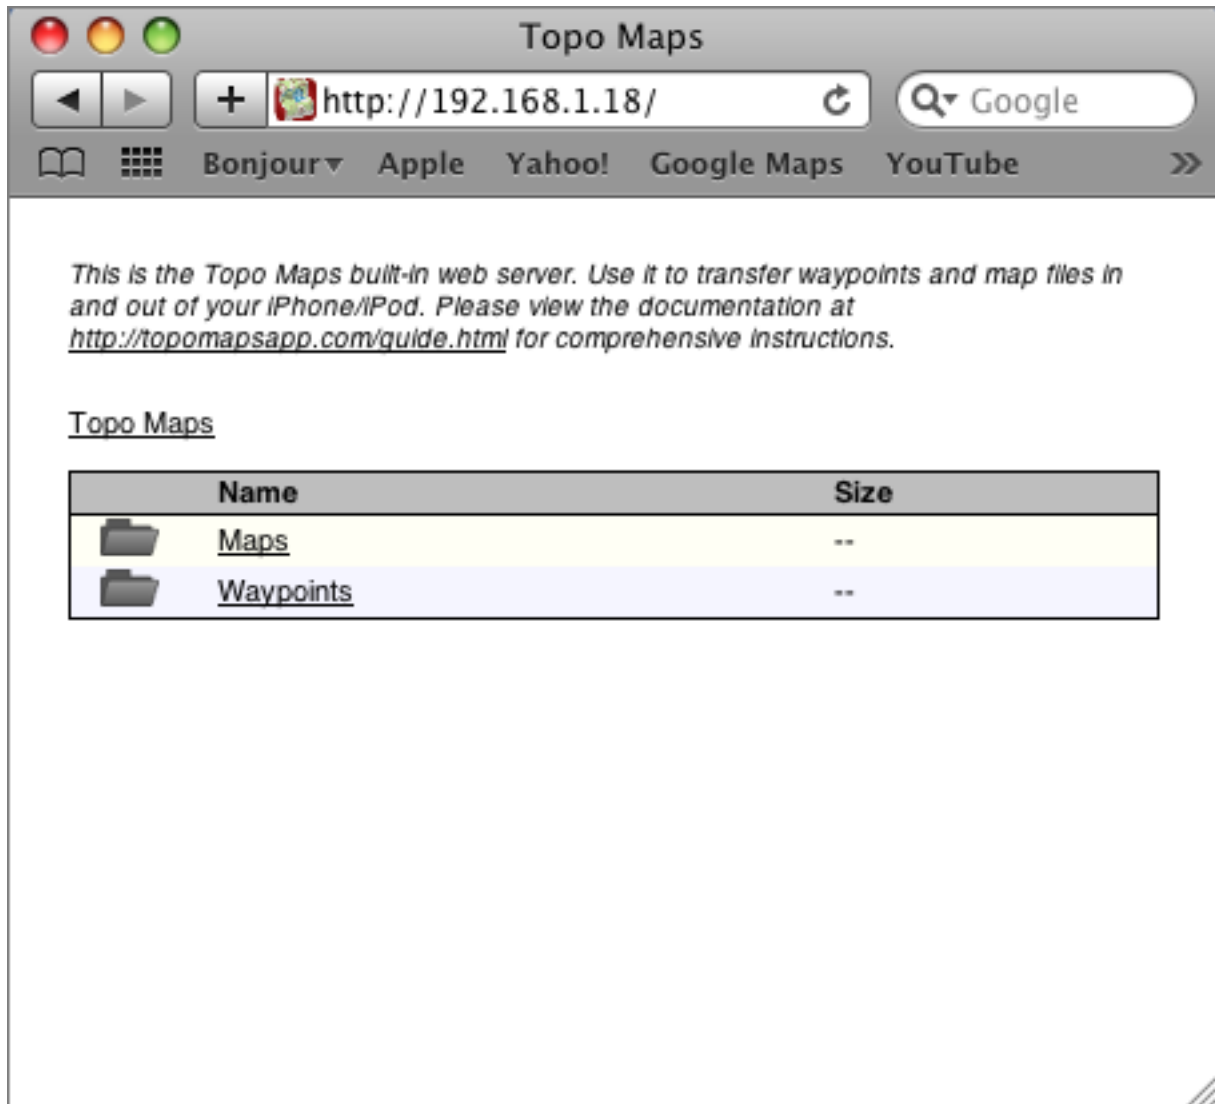 Topo Maps
http://192.168.1.18/
Google
Bonjour Apple Yahoo! Google Maps YouTube
This is the Topo Maps built-in web server. Use it to transfer waypoints and map files in
and out of your iPhone/iPod. Please view the documentation at
http://topomapsapp.com/guide.html for comprehensive instructions.
Topo Maps
Name Size
Maps --
Waypoints --